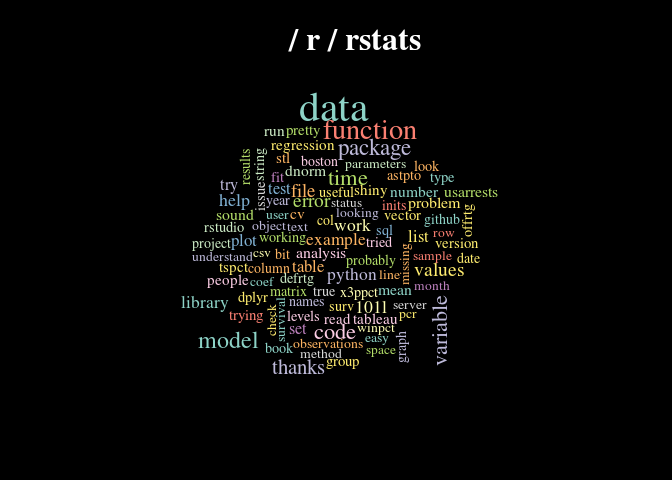 / r / rstats
data
run pretty function
regression package
results issuestring stl boston parameters look
fit dnorm time astpto type
try test file useful shiny number usarrests
help year error status inits problem
sound user cv col looking work vector github offrtg
rstudio object text sql list row
project plot working example tried version
understand csv bit analysis probably missing sample date
tspct column table python line values
people coef defrtg month
dplyr matrix true x3ppct mean
library names surv 101l server variable
trying check survival levels read tableau pcr
set code winpct
model easy graph
book observations space
method group
thanks